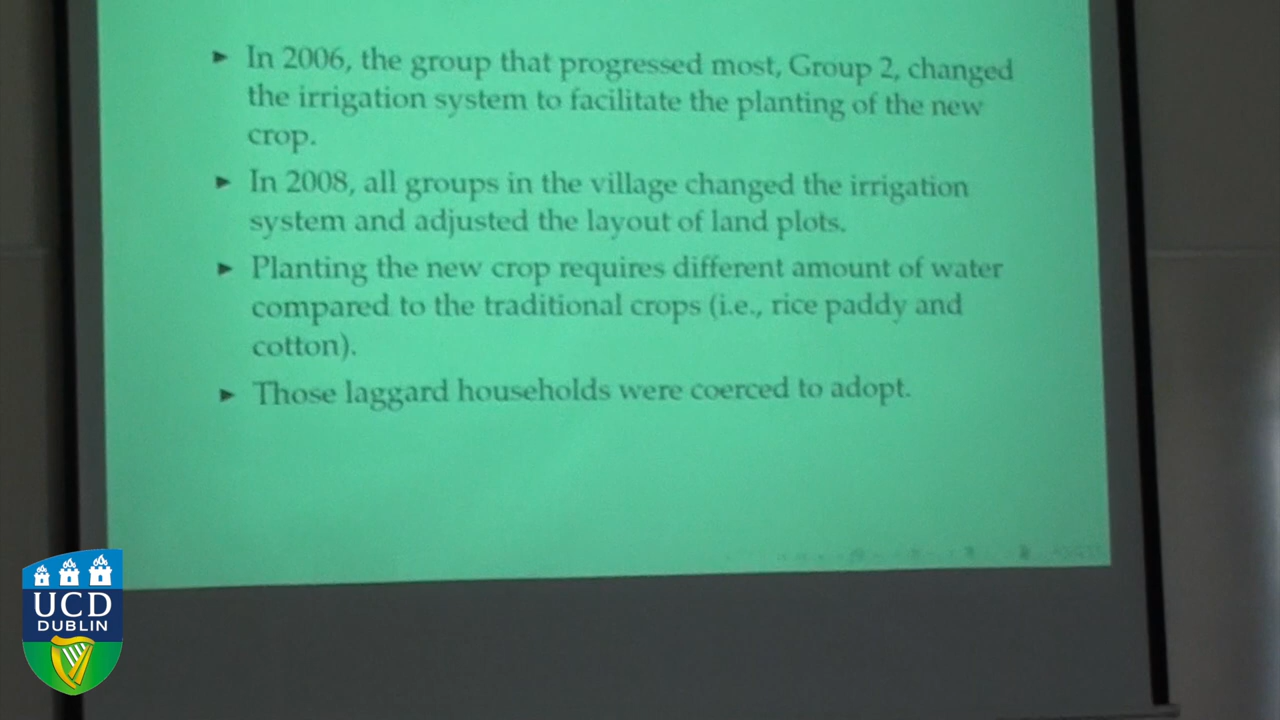 ► In 2006, the group that progressed most, Group 2, changed
the irrigation system to facilitate the planting of the new
crop.
► In 2008, all groups in the village changed the irrigation
system and adjusted the layout of land plots.
► Planting the new crop requires different amount of water
compared to the traditional crops (i.e., rice paddy and
cotton).
► Those laggard households were coerced to adopt.
UCD
DUBLIN